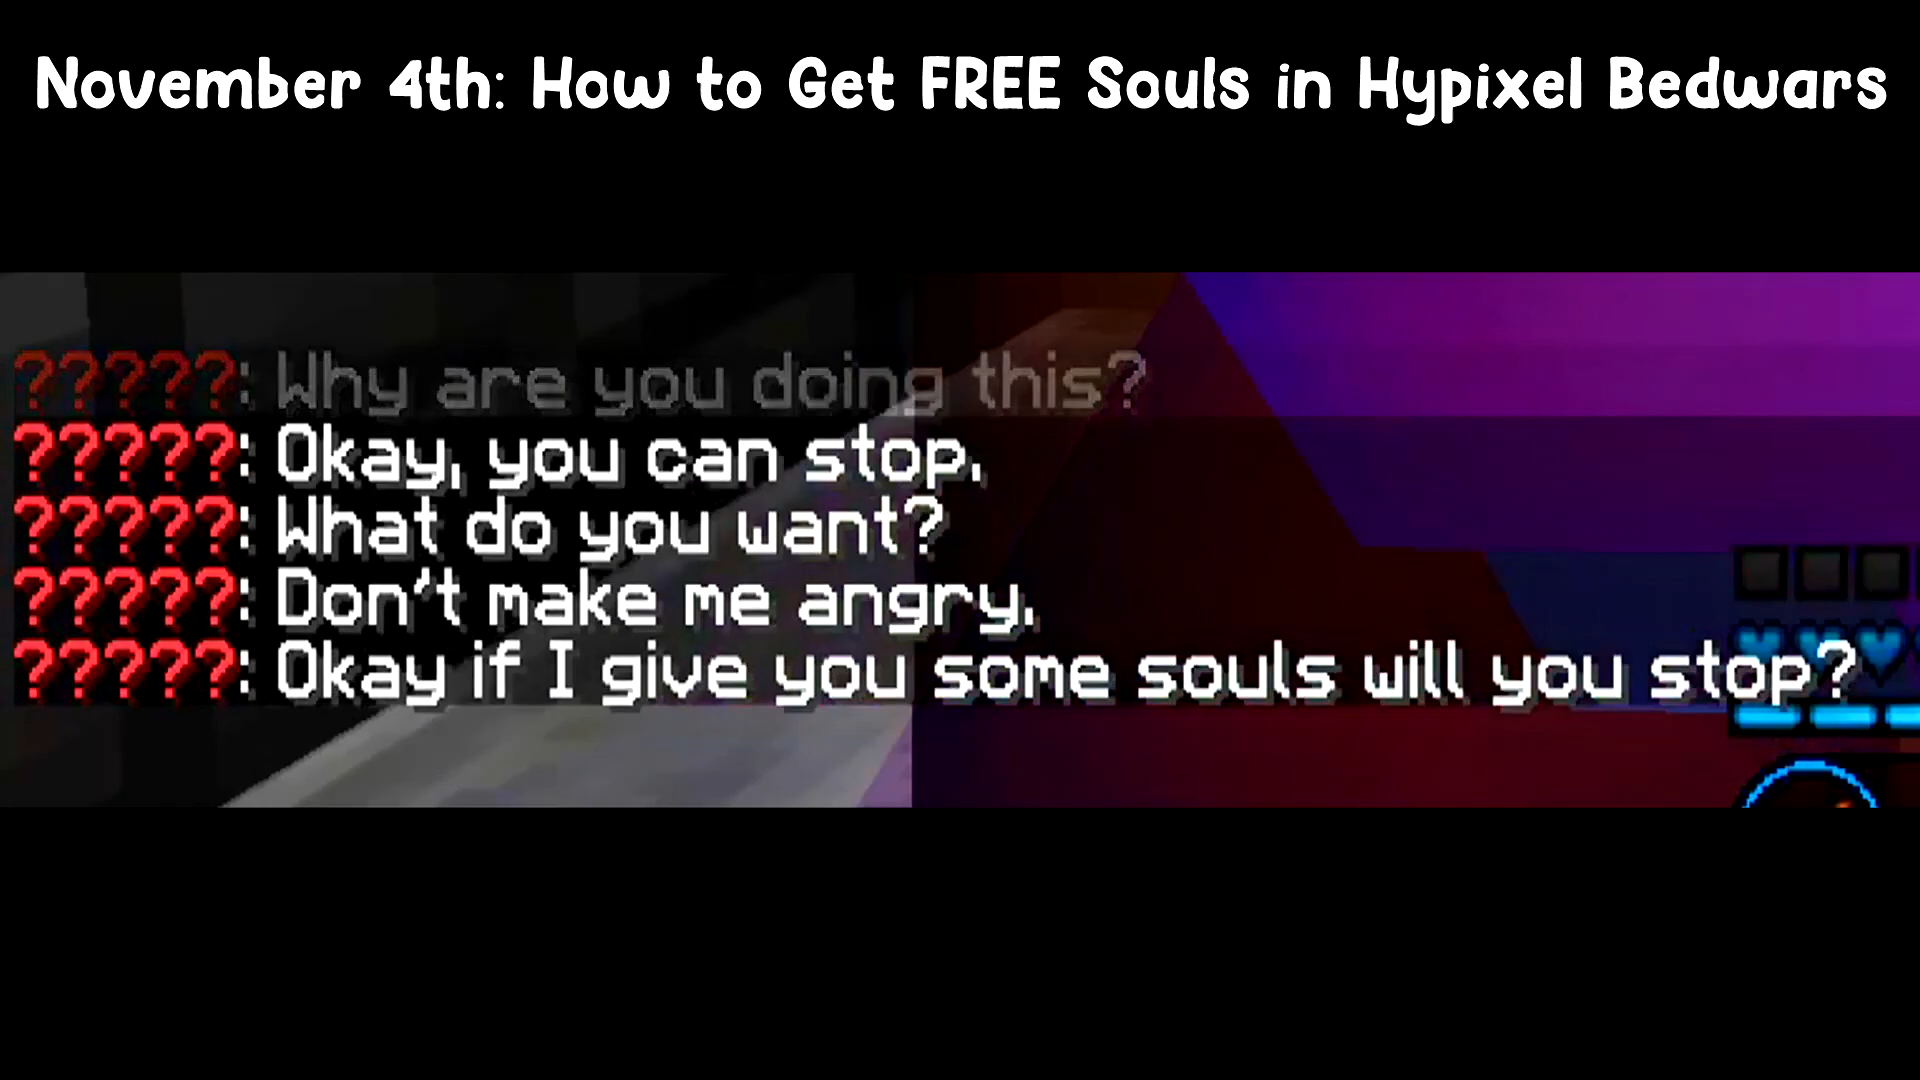 November 4th: How to Get FREE Souls in Hypixel Bedwars
?????: Why are you doing this?
?????: Okay, you can stop.
?????: What do you want?
?????: Don't make me angry.
?????: Okay if I give you some souls will you stop?